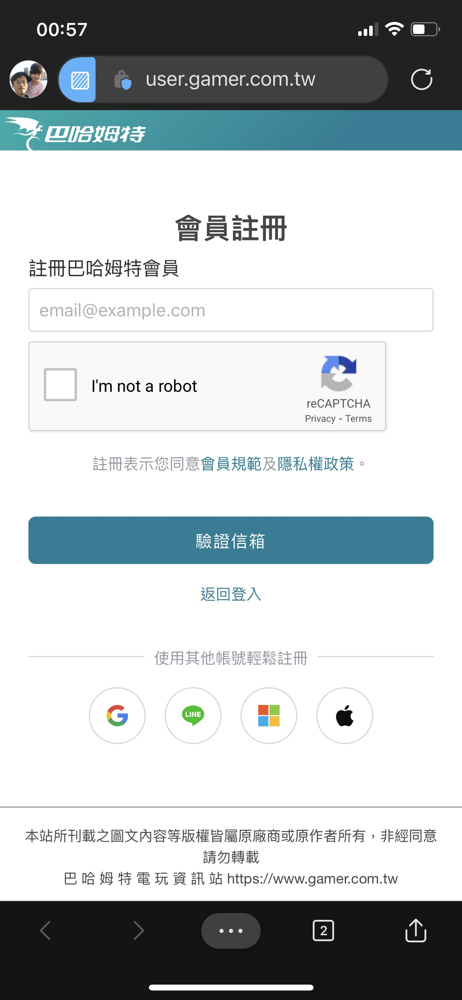 00:57
user.gamer.com.tw
巴哈姆特
會員註冊
註冊巴哈姆特會員
email@example.com
I'm not a robot
reCAPTCHA
Privacy - Terms
註冊表示您同意會員規範及隱私權政策。
驗證信箱
返回登入
使用其他帳號輕鬆註冊
LINE
本站所刊載之圖文內容等版權皆屬原廠商或原作者所有，非經同意
請勿轉載
巴 哈 姆 特 電 玩 資 訊 站 https://www.gamer.com.tw
2